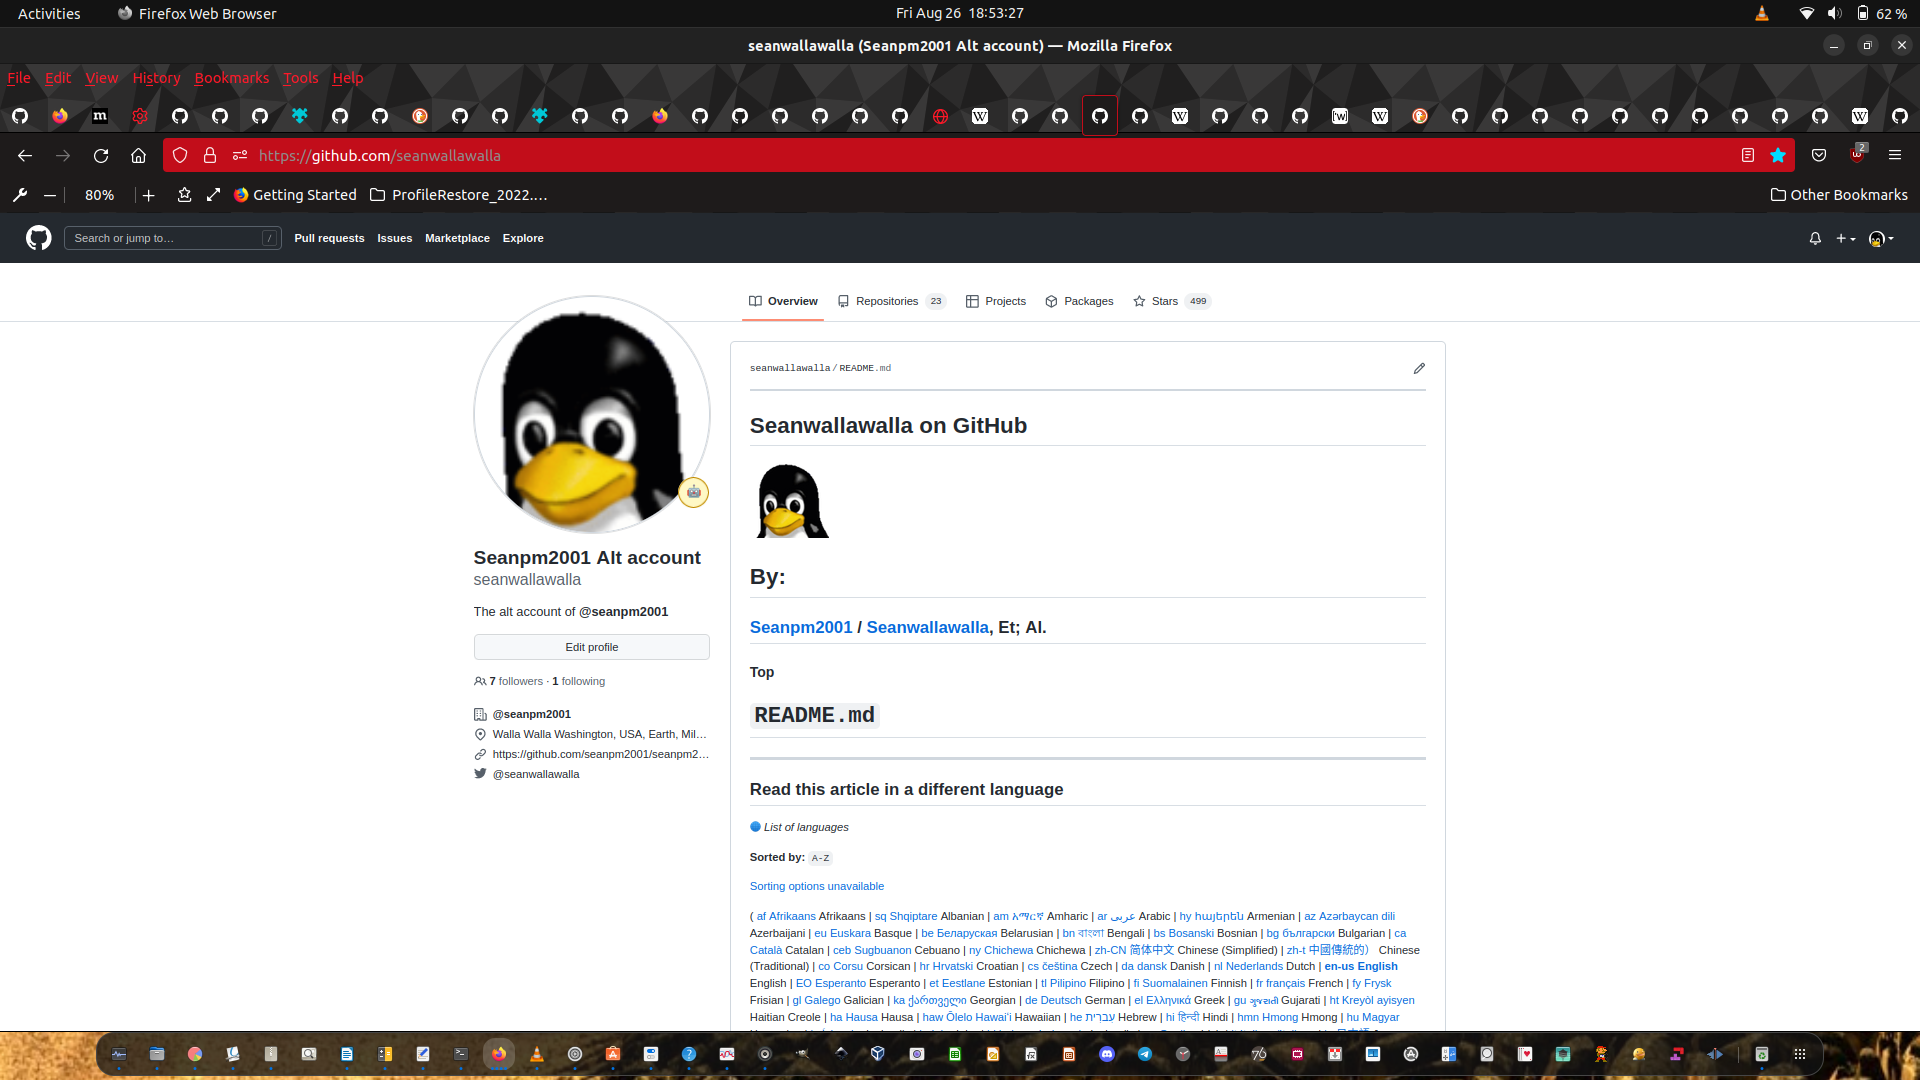 Activities Firefox Web Browser Fri Aug 26 18:53:27 62 %
seanwallawalla (Seanpm2001 Alt account) — Mozilla Firefox
File Edit View History Bookmarks Tools Help
https://github.com/seanwallawalla 2
80% Getting Started ProfileRestore_2022.… Other Bookmarks
Search or jump to… / Pull requests Issues Marketplace Explore
Overview Repositories 23 Projects Packages Stars 499
seanwallawalla / README.md
Seanwallawalla on GitHub
Seanpm2001 Alt account
seanwallawalla
The alt account of @seanpm2001
Edit profile
7 followers · 1 following
@seanpm2001
Walla Walla Washington, USA, Earth, Mil…
https://github.com/seanpm2001/seanpm2…
@seanwallawalla
By:
Seanpm2001 / Seanwallawalla, Et; Al.
Top
README.md
Read this article in a different language
List of languages
Sorted by: A-Z
Sorting options unavailable
( af Afrikaans Afrikaans | sq Shqiptare Albanian | am አማርኛ Amharic | ar عربى Arabic | hy հայերեն Armenian | az Azərbaycan dili
Azerbaijani | eu Euskara Basque | be Беларуская Belarusian | bn বাংলা Bengali | bs Bosanski Bosnian | bg български Bulgarian | ca
Català Catalan | ceb Sugbuanon Cebuano | ny Chichewa Chichewa | zh-CN 简体中文 Chinese (Simplified) | zh-t 中國傳統的） Chinese
(Traditional) | co Corsu Corsican | hr Hrvatski Croatian | cs čeština Czech | da dansk Danish | nl Nederlands Dutch | en-us English
English | EO Esperanto Esperanto | et Eestlane Estonian | tl Pilipino Filipino | fi Suomalainen Finnish | fr français French | fy Frysk
Frisian | gl Galego Galician | ka ქართველი Georgian | de Deutsch German | el Ελληνικά Greek | gu ગુજરાતી Gujarati | ht Kreyòl ayisyen
Haitian Creole | ha Hausa Hausa | haw Ōlelo Hawaiʻi Hawaiian | he עִברִית Hebrew | hi हिन्दी Hindi | hmn Hmong Hmong | hu Magyar